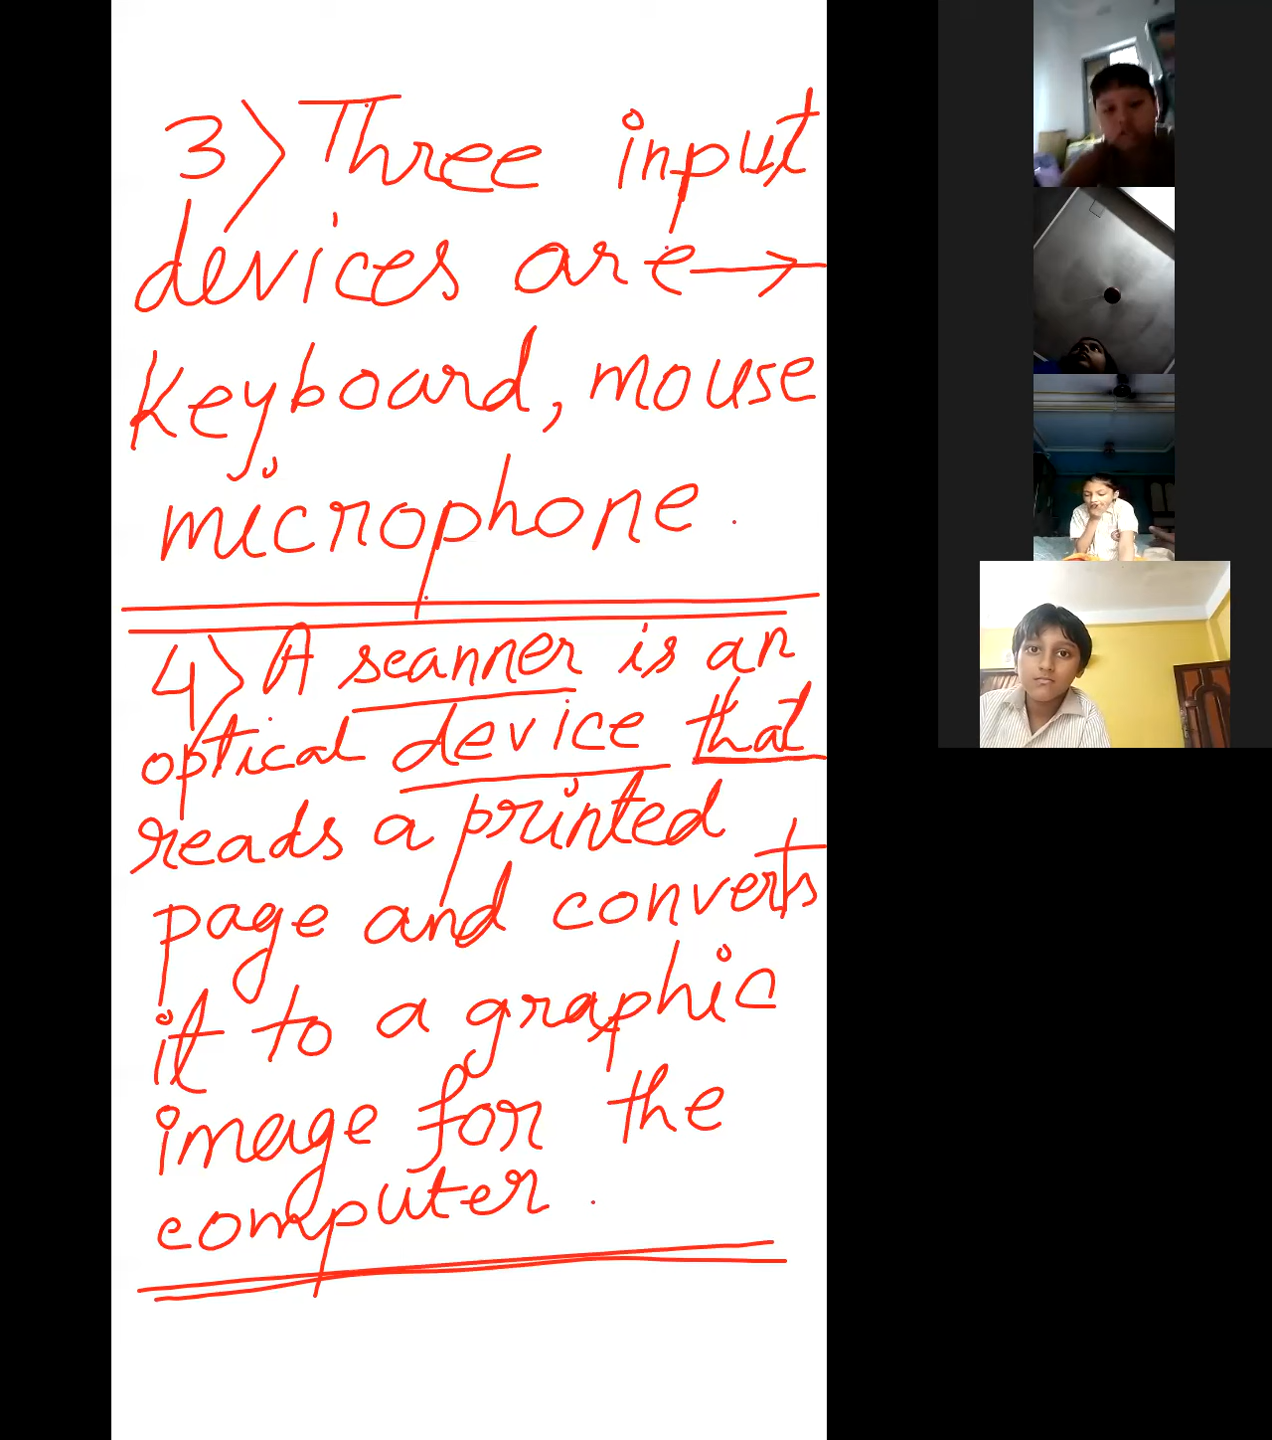 3> Three input
devices are →
Keyboard, mouse
microphone.
4> A scanner is an
optical device that
reads a printed
page and converts
it to a graphic
image for the
computer.